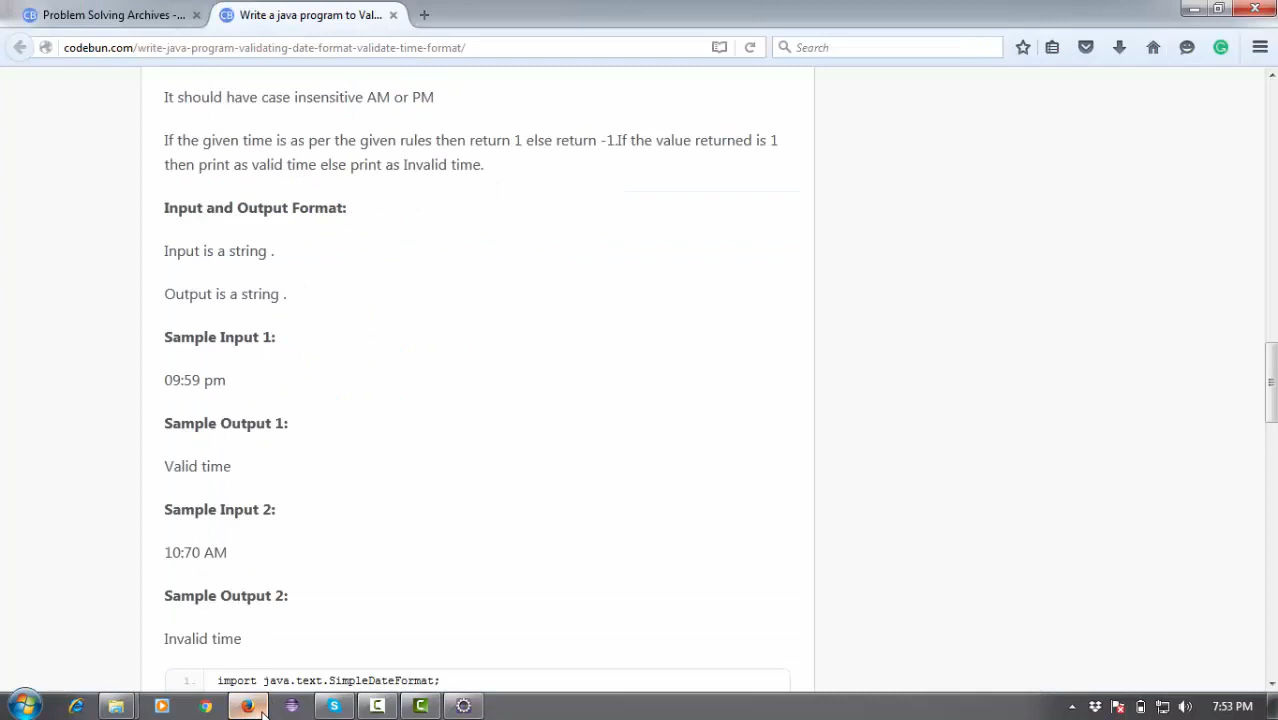 Problem Solving Archives - ...
Write a java program to Val...
codebun.com/write-java-program-validating-date-format-validate-time-format/
Search
It should have case insensitive AM or PM
If the given time is as per the given rules then return 1 else return -1.If the value returned is 1
then print as valid time else print as Invalid time.
Input and Output Format:
Input is a string .
Output is a string .
Sample Input 1:
09:59 pm
Sample Output 1:
Valid time
Sample Input 2:
10:70 AM
Sample Output 2:
Invalid time
1. import java.text.SimpleDateFormat;
7:53 PM